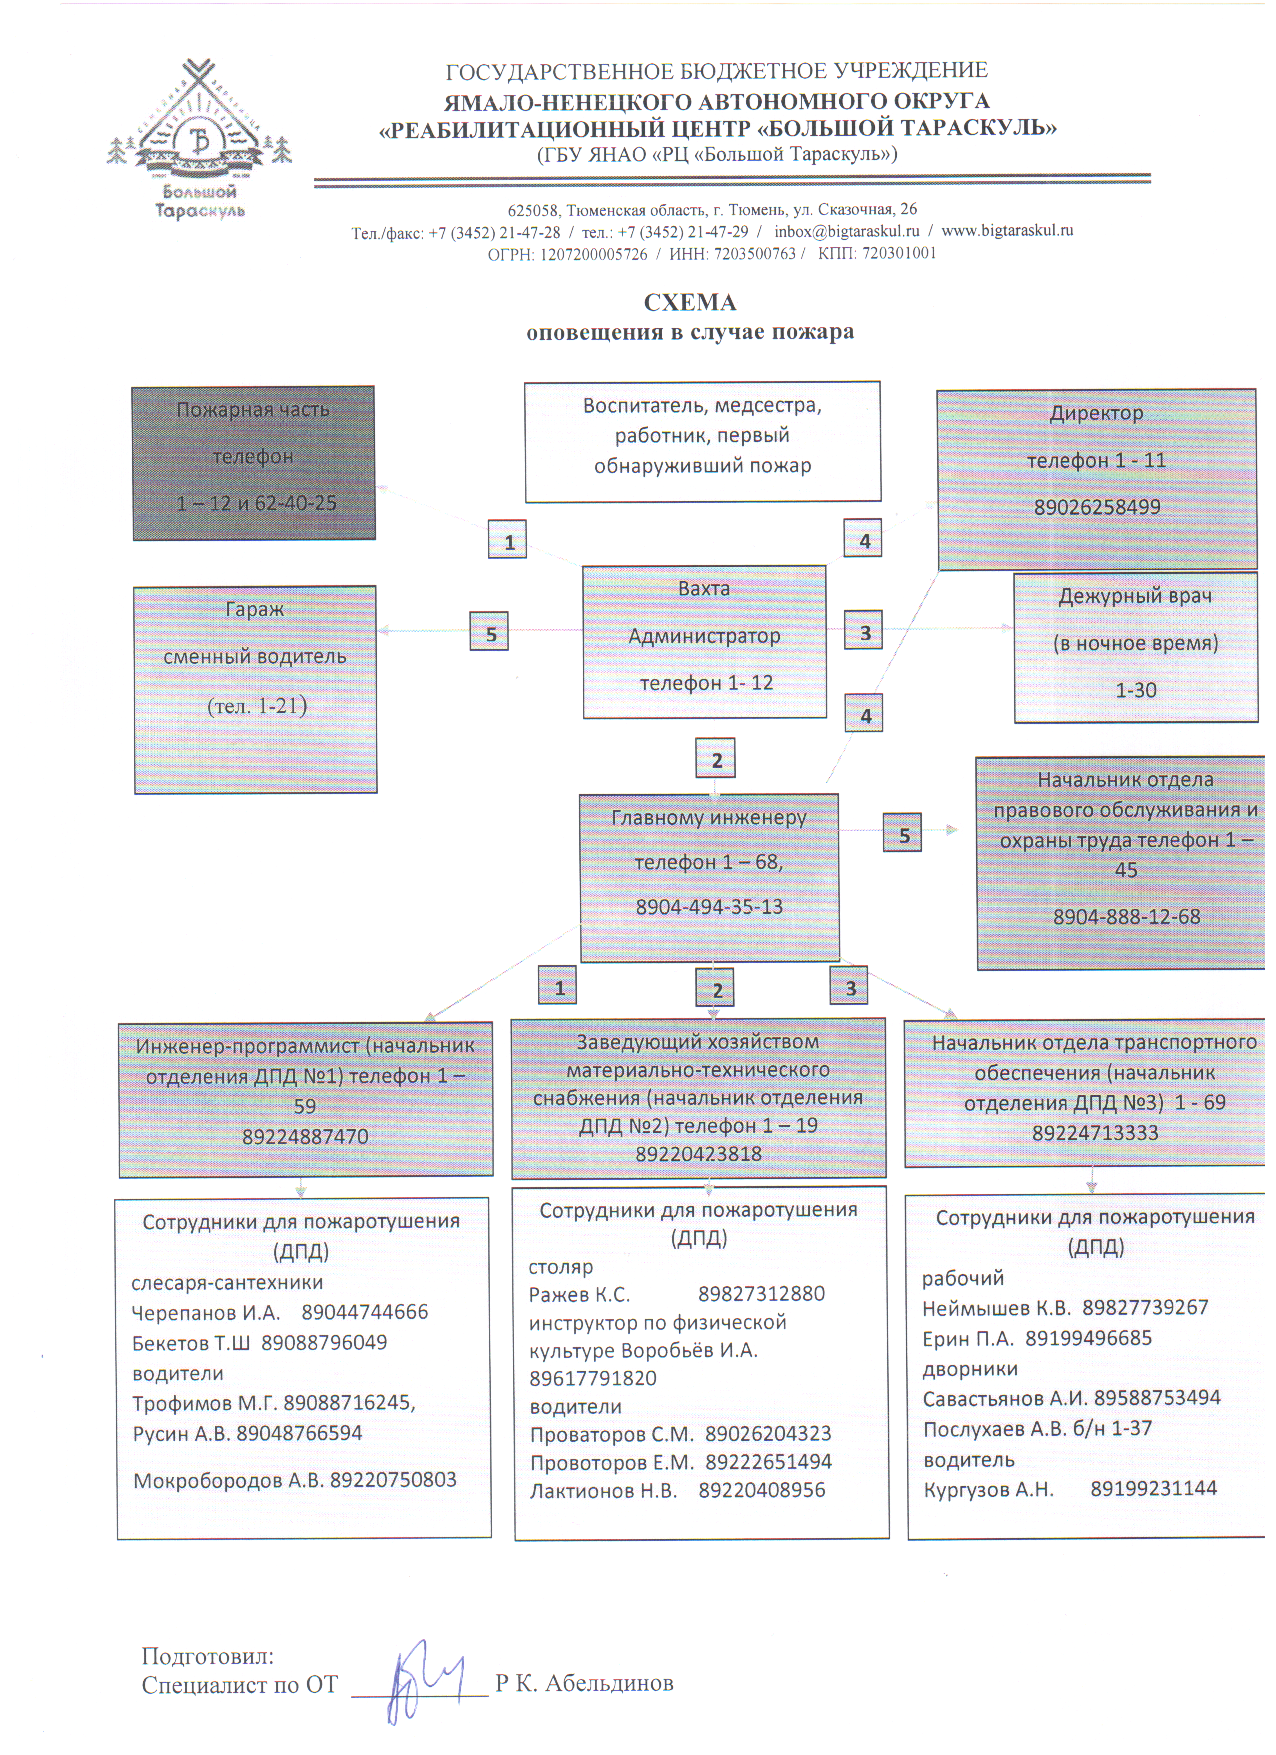 ГОСУДАРСТВЕННОЕ БЮДЖЕТНОЕ УЧРЕЖДЕНИЕ
ЯМАЛО-НЕНЕЦКОГО АВТОНОМНОГО ОКРУГА
«РЕАБИЛИТАЦИОННЫЙ ЦЕНТР «БОЛЬШОЙ ТАРАСКУЛЬ»
(ГБУ ЯНАО «РЦ «Большой Тараскуль»)
Большой
Тараскуль
625058, Тюменская область, г. Тюмень, ул. Сказочная, 26
Тел./факс: +7 (3452) 21-47-28 / тел.: +7 (3452) 21-47-29 / inbox@bigtaraskul.ru / www.bigtaraskul.ru
ОГРН: 1207200005726 / ИНН: 7203500763 / КПП: 720301001
СХЕМА
оповещения в случае пожара
Пожарная часть
телефон
1 – 12 и 62-40-25
Воспитатель, медсестра,
работник, первый
обнаруживший пожар
Директор
телефон 1 - 11
89026258499
1
4
Гараж
сменный водитель
(тел. 1-21)
5
Вахта
Администратор
телефон 1- 12
3
Дежурный врач
(в ночное время)
1-30
4
2
Главному инженеру
телефон 1 – 68,
8904-494-35-13
5
Начальник отдела
правового обслуживания и
охраны труда телефон 1 –
45
8904-888-12-68
1
2
3
Инженер-программист (начальник
отделения ДПД №1) телефон 1 –
59
89224887470
Заведующий хозяйством
материально-технического
снабжения (начальник отделения
ДПД №2) телефон 1 – 19
89220423818
Начальник отдела транспортного
обеспечения (начальник
отделения ДПД №3) 1 - 69
89224713333
Сотрудники для пожаротушения
(ДПД)
слесаря-сантехники
Черепанов И.А. 89044744666
Бекетов Т.Ш 89088796049
водители
Трофимов М.Г. 89088716245,
Русин А.В. 89048766594
Мокробородов А.В. 89220750803
Сотрудники для пожаротушения
(ДПД)
столяр
Ражев К.С. 89827312880
инструктор по физической
культуре Воробьёв И.А.
89617791820
водители
Проваторов С.М. 89026204323
Провоторов Е.М. 89222651494
Лактионов Н.В. 89220408956
Сотрудники для пожаротушения
(ДПД)
рабочий
Неймышев К.В. 89827739267
Ерин П.А. 89199496685
дворники
Савастьянов А.И. 89588753494
Послухаев А.В. б/н 1-37
водитель
Кургузов А.Н. 89199231144
Подготовил:
Специалист по ОТ ___________ Р К. Абельдинов